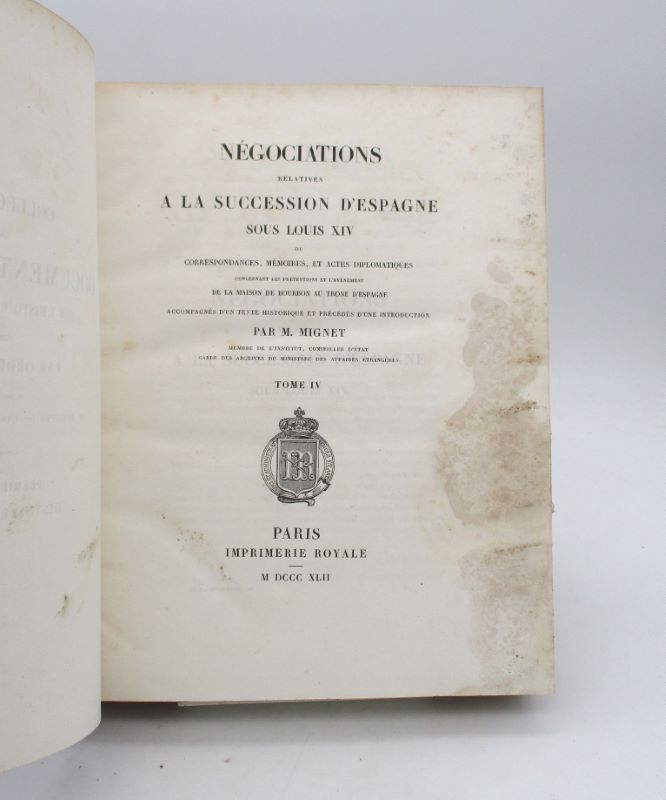 NÉGOCIATIONS
RELATIVES
A LA SUCCESSION D'ESPAGNE
SOUS LOUIS XIV
OU
CORRESPONDANCES, MÉMOIRES, ET ACTES DIPLOMATIQUES
CONCERNANT LES PRÉTENTIONS ET L'AVÉNEMENT
DE LA MAISON DE BOURBON AU TRONE D'ESPAGNE
ACCOMPAGNÉS D'UN TEXTE HISTORIQUE ET PRÉCÉDÉS D'UNE INTRODUCTION
PAR M. MIGNET
MEMBRE DE L'INSTITUT, CONSEILLER D'ÉTAT
GARDE DES ARCHIVES DU MINISTÈRE DES AFFAIRES ÉTRANGÈRES
TOME IV
PARIS
IMPRIMERIE ROYALE
M DCCC XLII